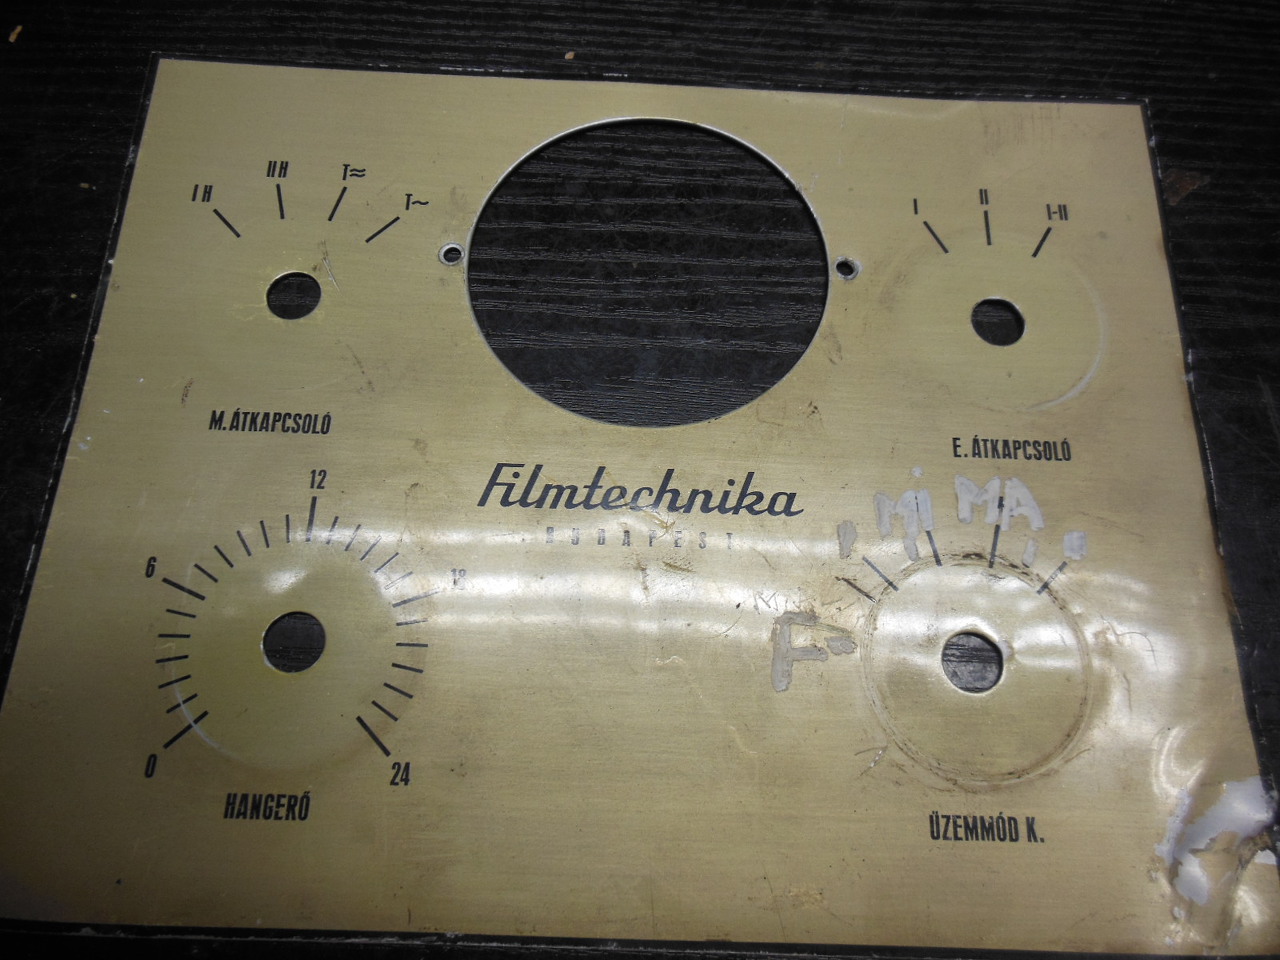 I H
II H
T≈
T~
I
II
I-II
M. ÁTKAPCSOLÓ
E. ÁTKAPCSOLÓ
Filmtechnika
BUDAPEST
0
6
12
18
24
Mi
MA
F
HANGERŐ
ÜZEMMÓD K.